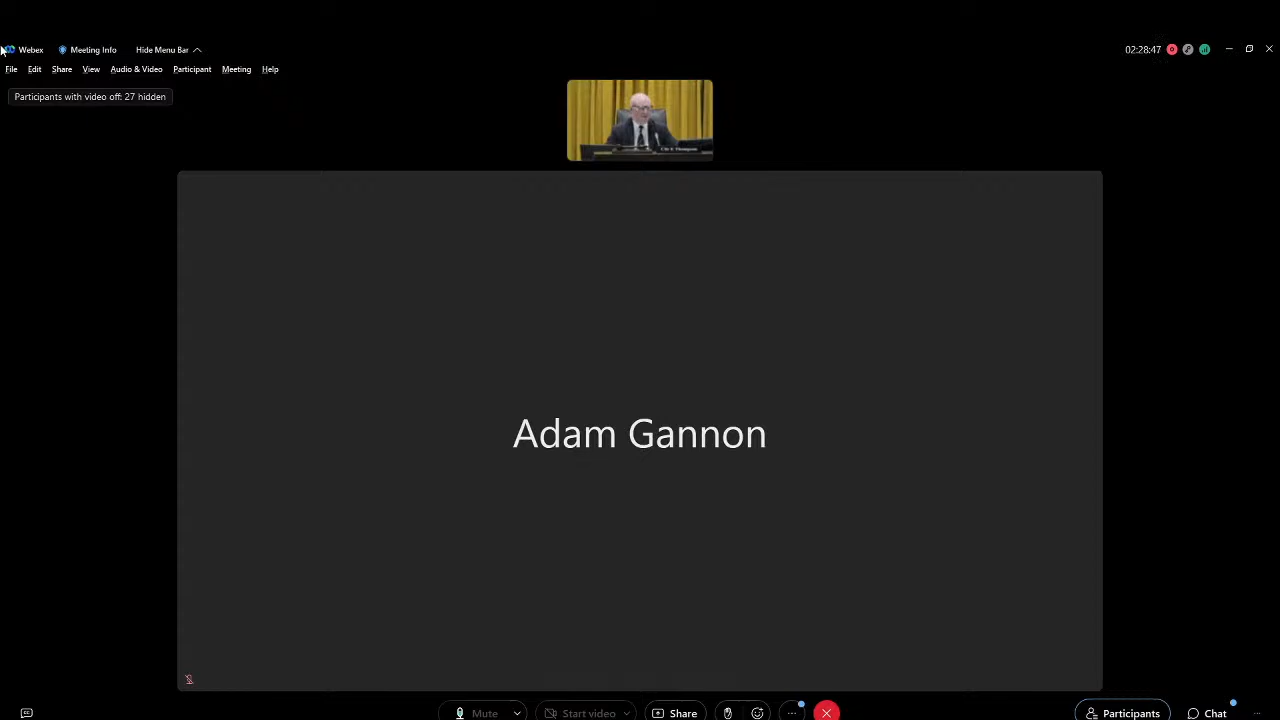 Webex Meeting Info Hide Menu Bar 02:28:47
File Edit Share View Audio & Video Participant Meeting Help
Participants with video off: 27 hidden
Thompson
Adam Gannon
Mute Start video Share Participants Chat